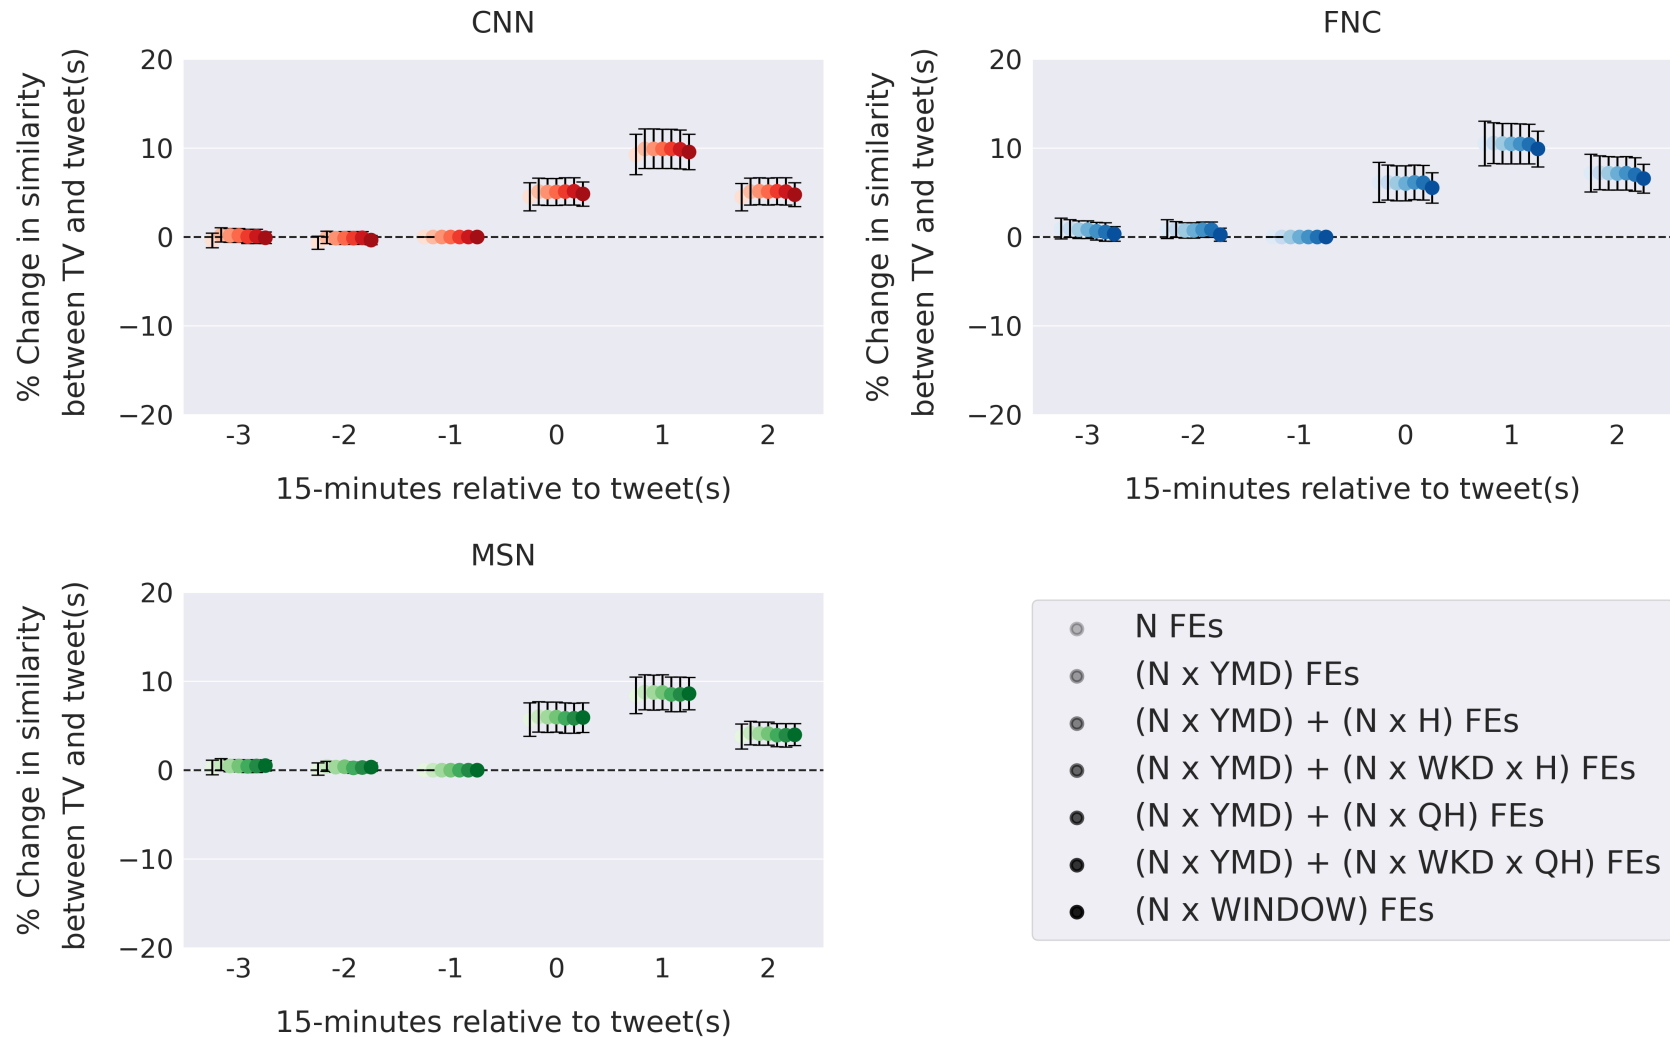 CNN
% Change in similarity
between TV and tweet(s)
20
10
0
−10
−20
-3 -2 -1 0 1 2
15-minutes relative to tweet(s)
FNC
% Change in similarity
between TV and tweet(s)
20
10
0
−10
−20
-3 -2 -1 0 1 2
15-minutes relative to tweet(s)
MSN
% Change in similarity
between TV and tweet(s)
20
10
0
−10
−20
-3 -2 -1 0 1 2
15-minutes relative to tweet(s)
N FEs
(N x YMD) FEs
(N x YMD) + (N x H) FEs
(N x YMD) + (N x WKD x H) FEs
(N x YMD) + (N x QH) FEs
(N x YMD) + (N x WKD x QH) FEs
(N x WINDOW) FEs